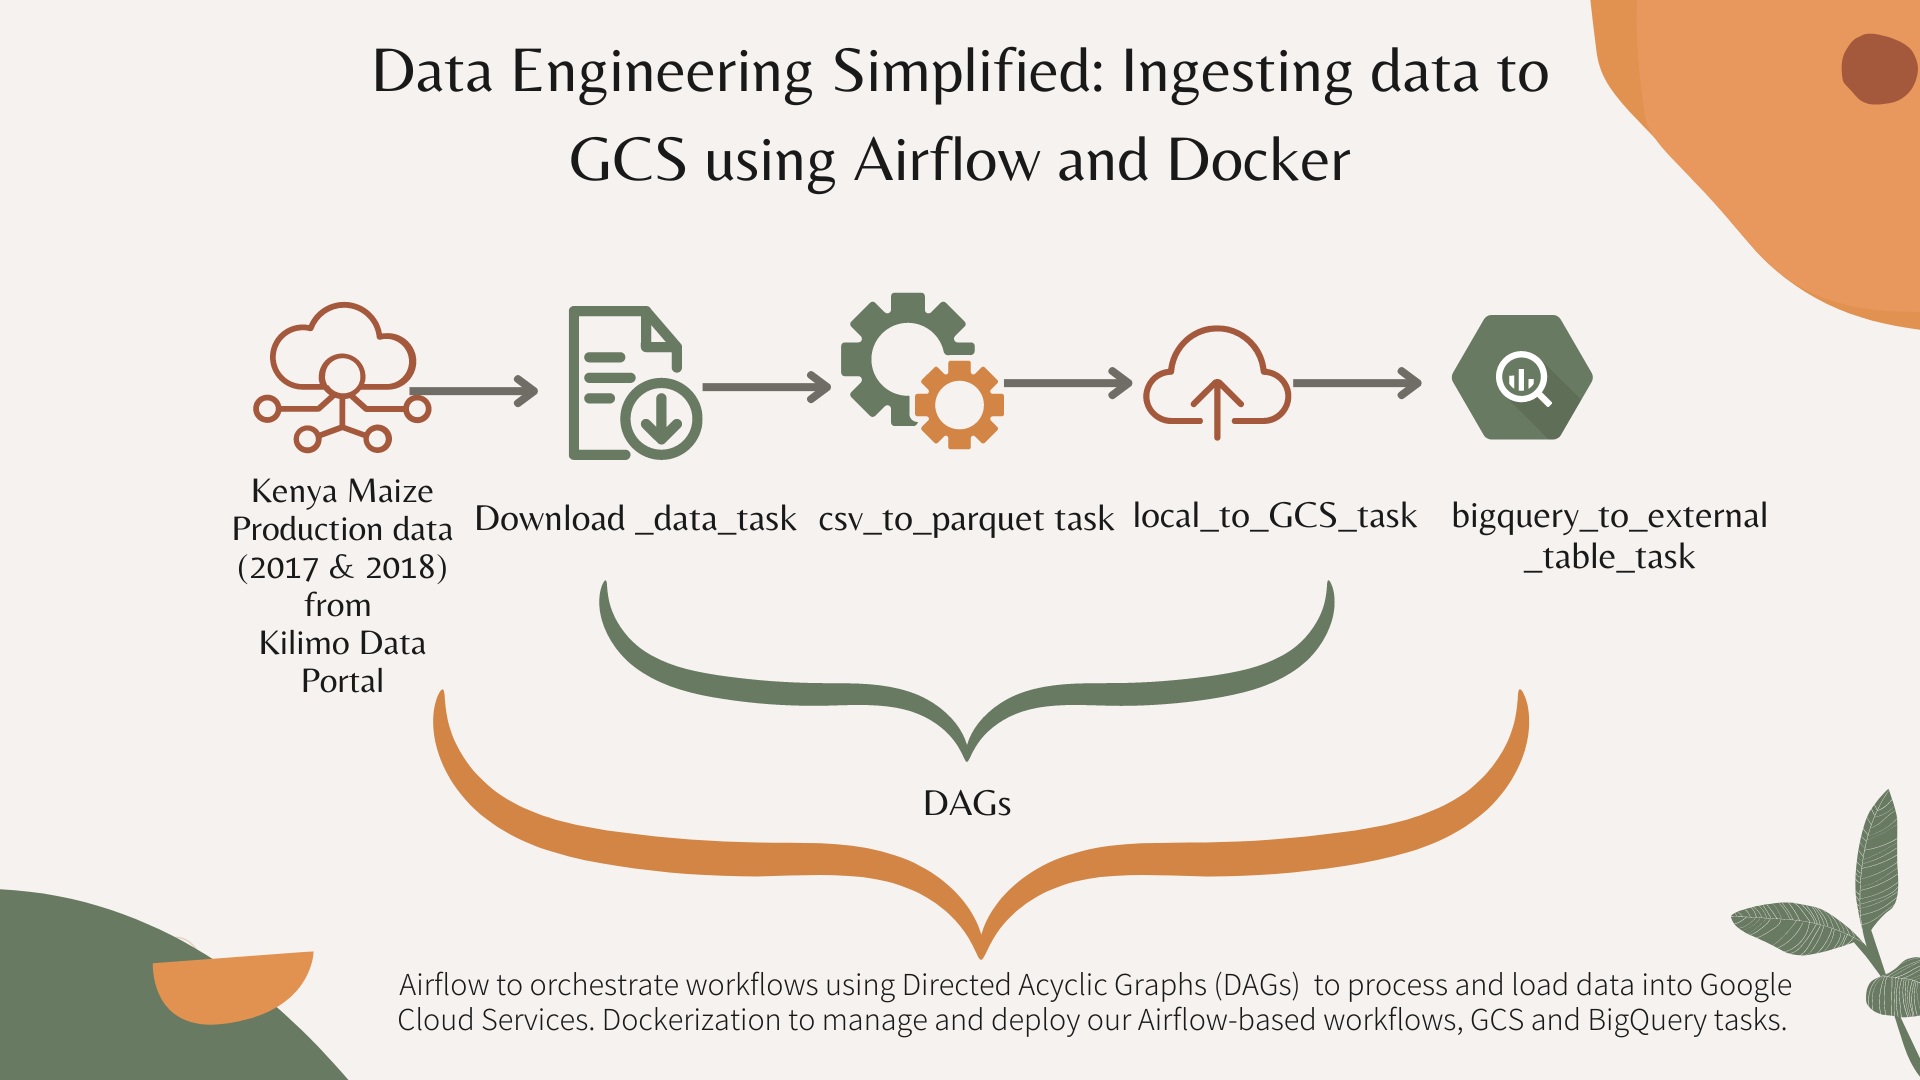 Data Engineering Simplified: Ingesting data to
GCS using Airflow and Docker
Kenya Maize
Production data
(2017 & 2018)
from
Kilimo Data
Portal
Download _data_task
csv_to_parquet task
local_to_GCS_task
bigquery_to_external
_table_task
DAGs
Airflow to orchestrate workflows using Directed Acyclic Graphs (DAGs)  to process and load data into Google
Cloud Services. Dockerization to manage and deploy our Airflow-based workflows, GCS and BigQuery tasks.